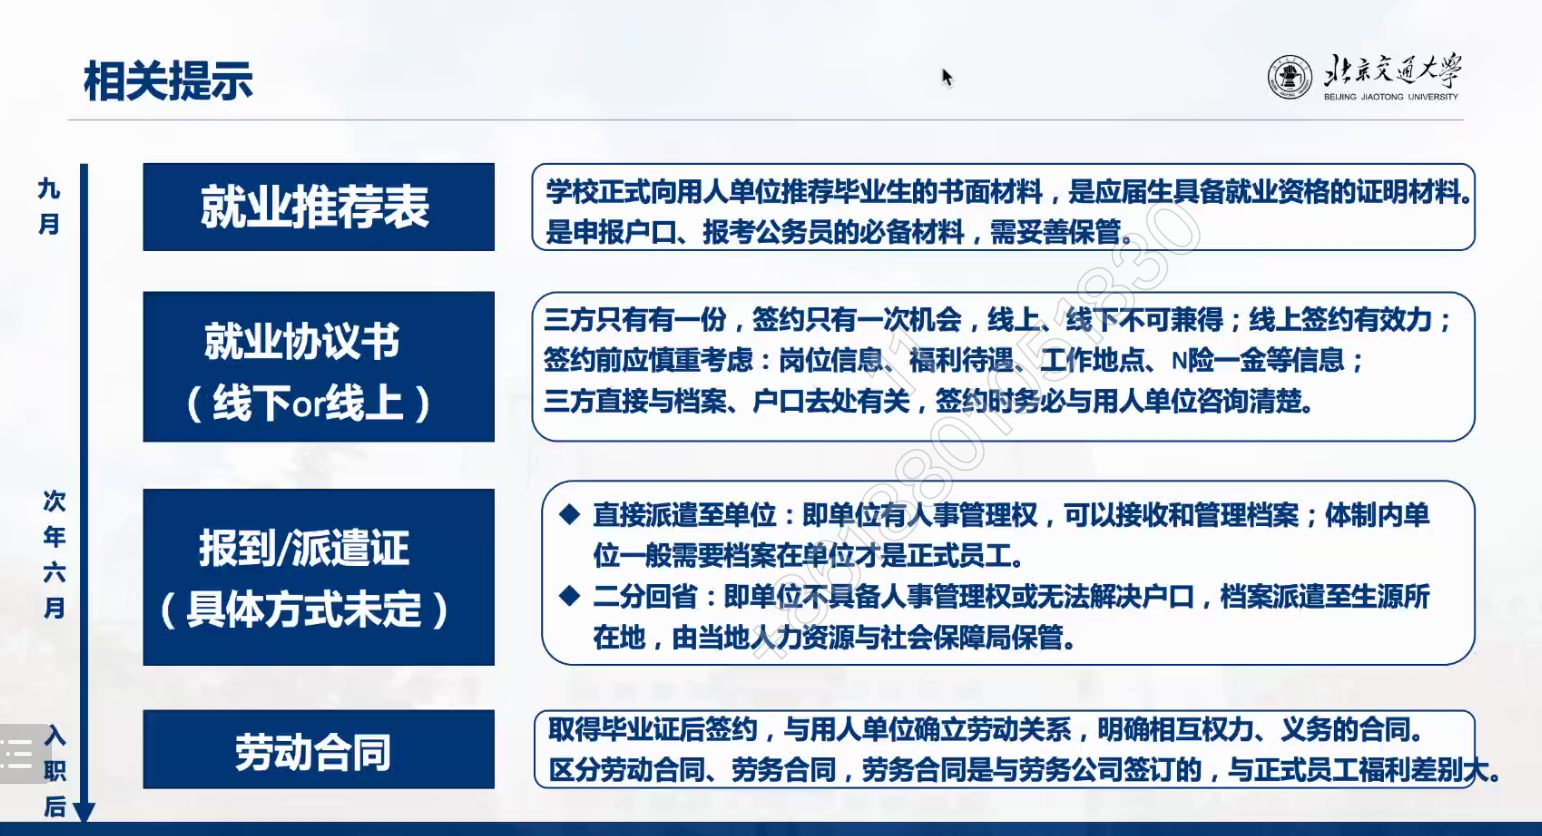 相关提示
北京交通大学
BEIJING JIAOTONG UNIVERSITY
九
月
就业推荐表
学校正式向用人单位推荐毕业生的书面材料，是应届生具备就业资格的证明材料。
是申报户口、报考公务员的必备材料，需妥善保管。
就业协议书
（线下or线上）
三方只有有一份，签约只有一次机会，线上、线下不可兼得；线上签约有效力；
签约前应慎重考虑：岗位信息、福利待遇、工作地点、N险一金等信息；
三方直接与档案、户口去处有关，签约时务必与用人单位咨询清楚。
次
年
六
月
报到/派遣证
（具体方式未定）
◆ 直接派遣至单位：即单位有人事管理权，可以接收和管理档案；体制内单
位一般需要档案在单位才是正式员工。
◆ 二分回省：即单位不具备人事管理权或无法解决户口，档案派遣至生源所
在地，由当地人力资源与社会保障局保管。
入
职
后
劳动合同
取得毕业证后签约，与用人单位确立劳动关系，明确相互权力、义务的合同。
区分劳动合同、劳务合同，劳务合同是与劳务公司签订的，与正式员工福利差别大。
11
+8618801051830